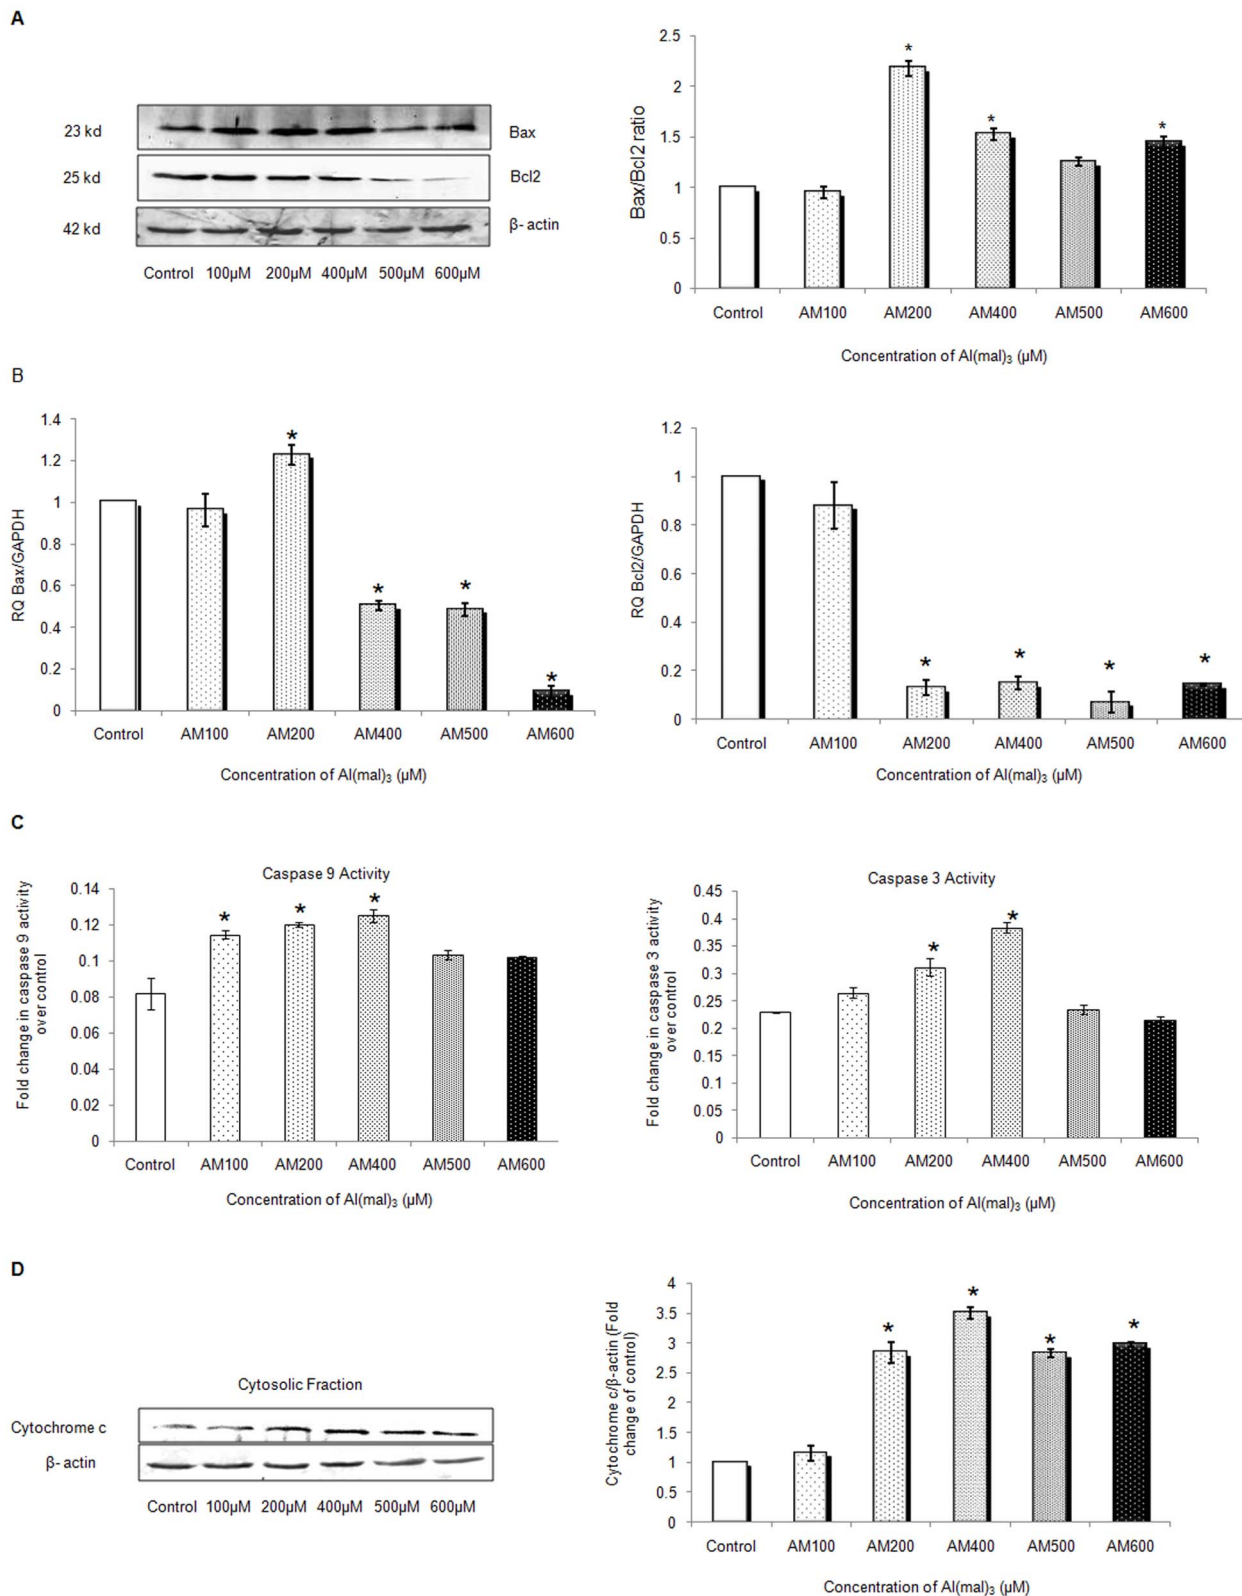 A
23 kd
Bax
25 kd
Bcl2
42 kd
β- actin
Control 100µM 200µM 400µM 500µM 600µM
Bax/Bcl2 ratio
2.5
2
1.5
1
0.5
0
* * *
Control AM100 AM200 AM400 AM500 AM600
Concentration of Al(mal)₃ (µM)
B
RQ Bax/GAPDH
1.4
1.2
1
0.8
0.6
0.4
0.2
0
* * * *
Control AM100 AM200 AM400 AM500 AM600
Concentration of Al(mal)₃ (µM)
RQ Bcl2/GAPDH
1.2
1
0.8
0.6
0.4
0.2
0
* * * *
Control AM100 AM200 AM400 AM500 AM600
Concentration of Al(mal)₃ (µM)
C
Caspase 9 Activity
Fold change in caspase 9 activity
over control
0.14
0.12
0.1
0.08
0.06
0.04
0.02
0
* * *
Control AM100 AM200 AM400 AM500 AM600
Concentration of Al(mal)₃ (µM)
Caspase 3 Activity
Fold change in caspase 3 activity
over control
0.45
0.4
0.35
0.3
0.25
0.2
0.15
0.1
0.05
0
* *
Control AM100 AM200 AM400 AM500 AM600
Concentration of Al(mal)₃ (µM)
D
Cytosolic Fraction
Cytochrome c
β- actin
Control 100µM 200µM 400µM 500µM 600µM
Cytochrome c/β-actin (Fold
change of control)
4
3.5
3
2.5
2
1.5
1
0.5
0
* * * *
Control AM100 AM200 AM400 AM500 AM600
Concentration of Al(mal)₃ (µM)